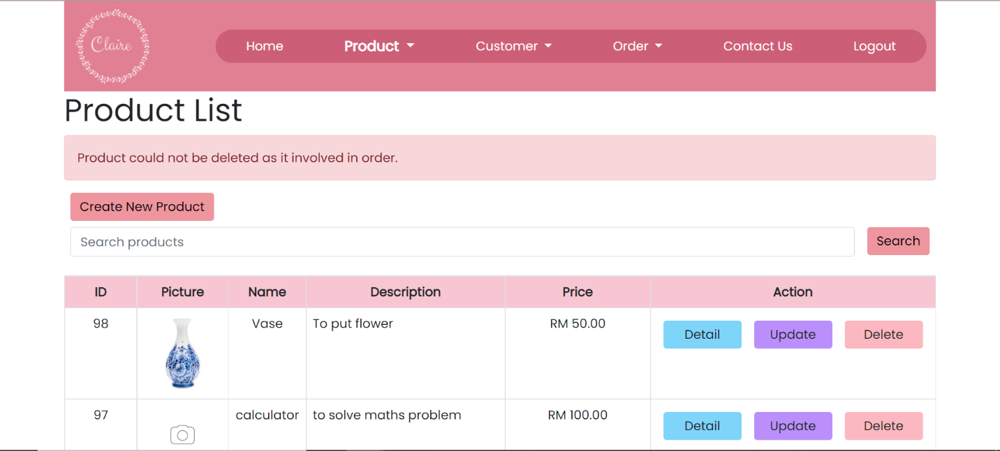 Claire
Home Product Customer Order Contact Us Logout
Product List
Product could not be deleted as it involved in order.
Create New Product
Search products Search
ID Picture Name Description Price Action
98 Vase To put flower RM 50.00 Detail Update Delete
97 calculator to solve maths problem RM 100.00 Detail Update Delete